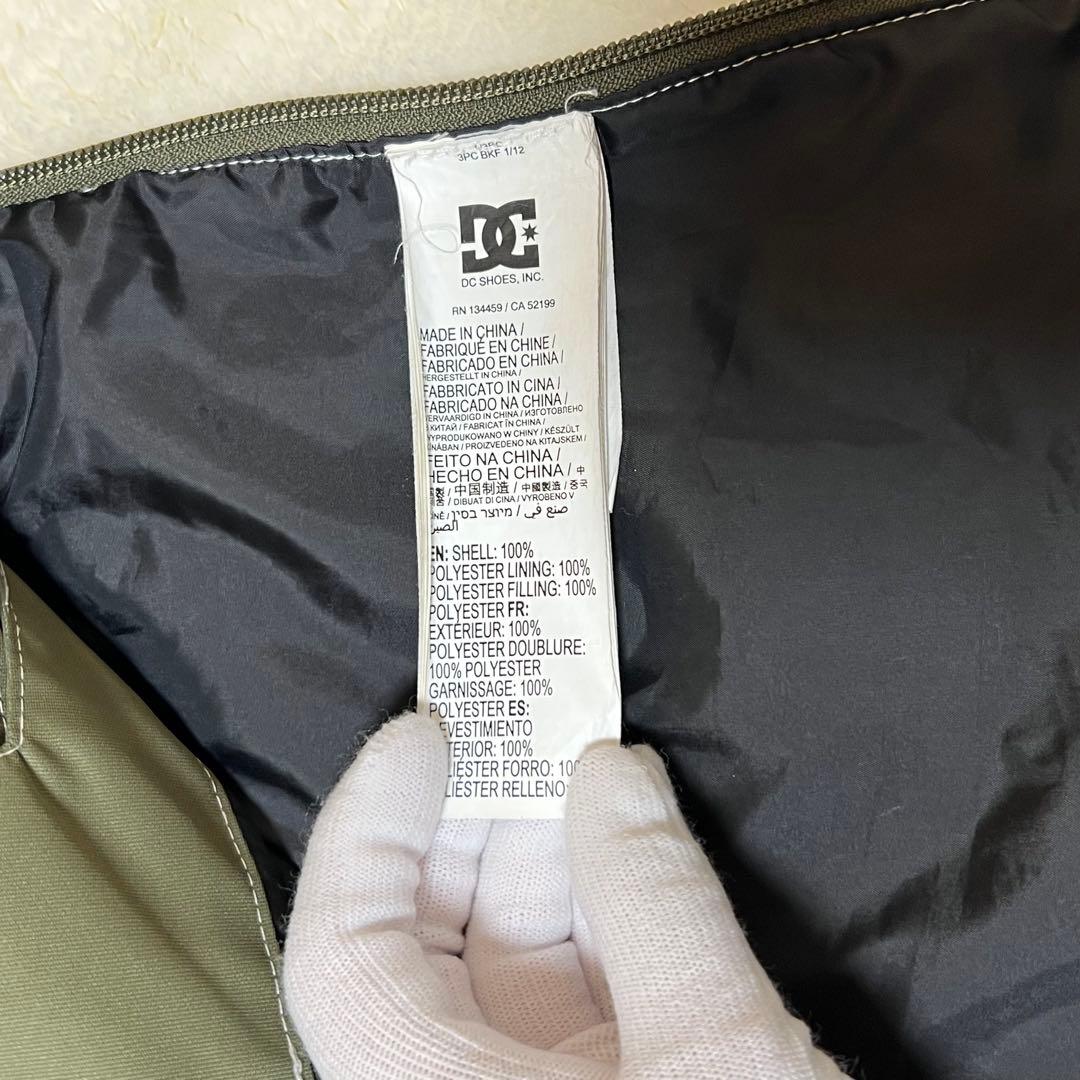 3PC BKF 1/12
DC
DC SHOES, INC.
RN 134459 / CA 52199
MADE IN CHINA /
FABRIQUÉ EN CHINE /
FABRICADO EN CHINA /
HERGESTELLT IN CHINA /
FABBRICATO IN CINA /
FABRICADO NA CHINA /
VERVAARDIGD IN CHINA / ИЗГОТОВЛЕНО
КИТАЙ / FABRICAT ÎN CHINA /
WYPRODUKOWANO W CHINY / KÉSZÜLT
KÍNÁBAN / PROIZVEDENO NA KITAJSKEM /
FEITO NA CHINA /
HECHO EN CHINA / 中
/ 中国制造 / 中國製造 / 중국
/ DIBUAT DI CINA / VYROBENO V
ČÍNĚ / מיוצר בסין / صنع في
الصين
EN: SHELL: 100%
POLYESTER LINING: 100%
POLYESTER FILLING: 100%
POLYESTER FR:
EXTÉRIEUR: 100%
POLYESTER DOUBLURE:
100% POLYESTER
GARNISSAGE: 100%
POLYESTER ES:
REVESTIMIENTO
TERIOR: 100%
LIESTER FORRO: 100
LIESTER RELLENO: